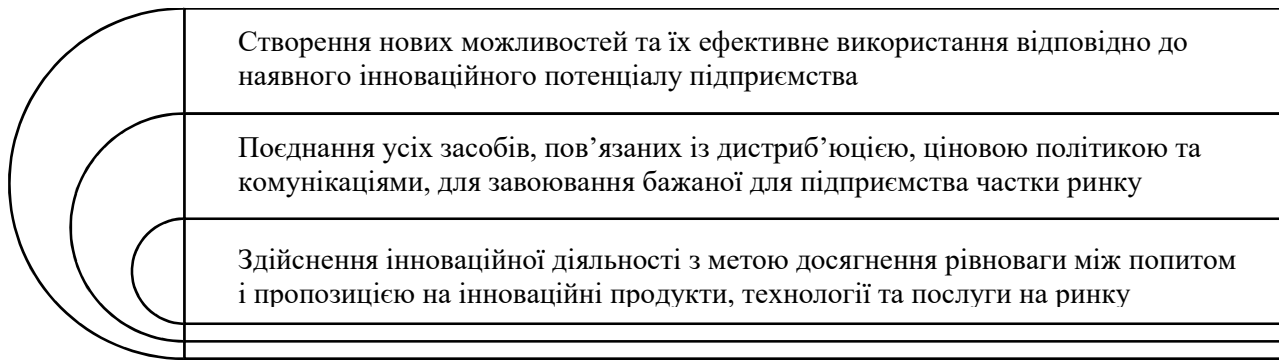 Створення нових можливостей та їх ефективне використання відповідно до
наявного інноваційного потенціалу підприємства
Поєднання усіх засобів, пов’язаних із дистриб’юцією, ціновою політикою та
комунікаціями, для завоювання бажаної для підприємства частки ринку
Здійснення інноваційної діяльності з метою досягнення рівноваги між попитом
і пропозицією на інноваційні продукти, технології та послуги на ринку